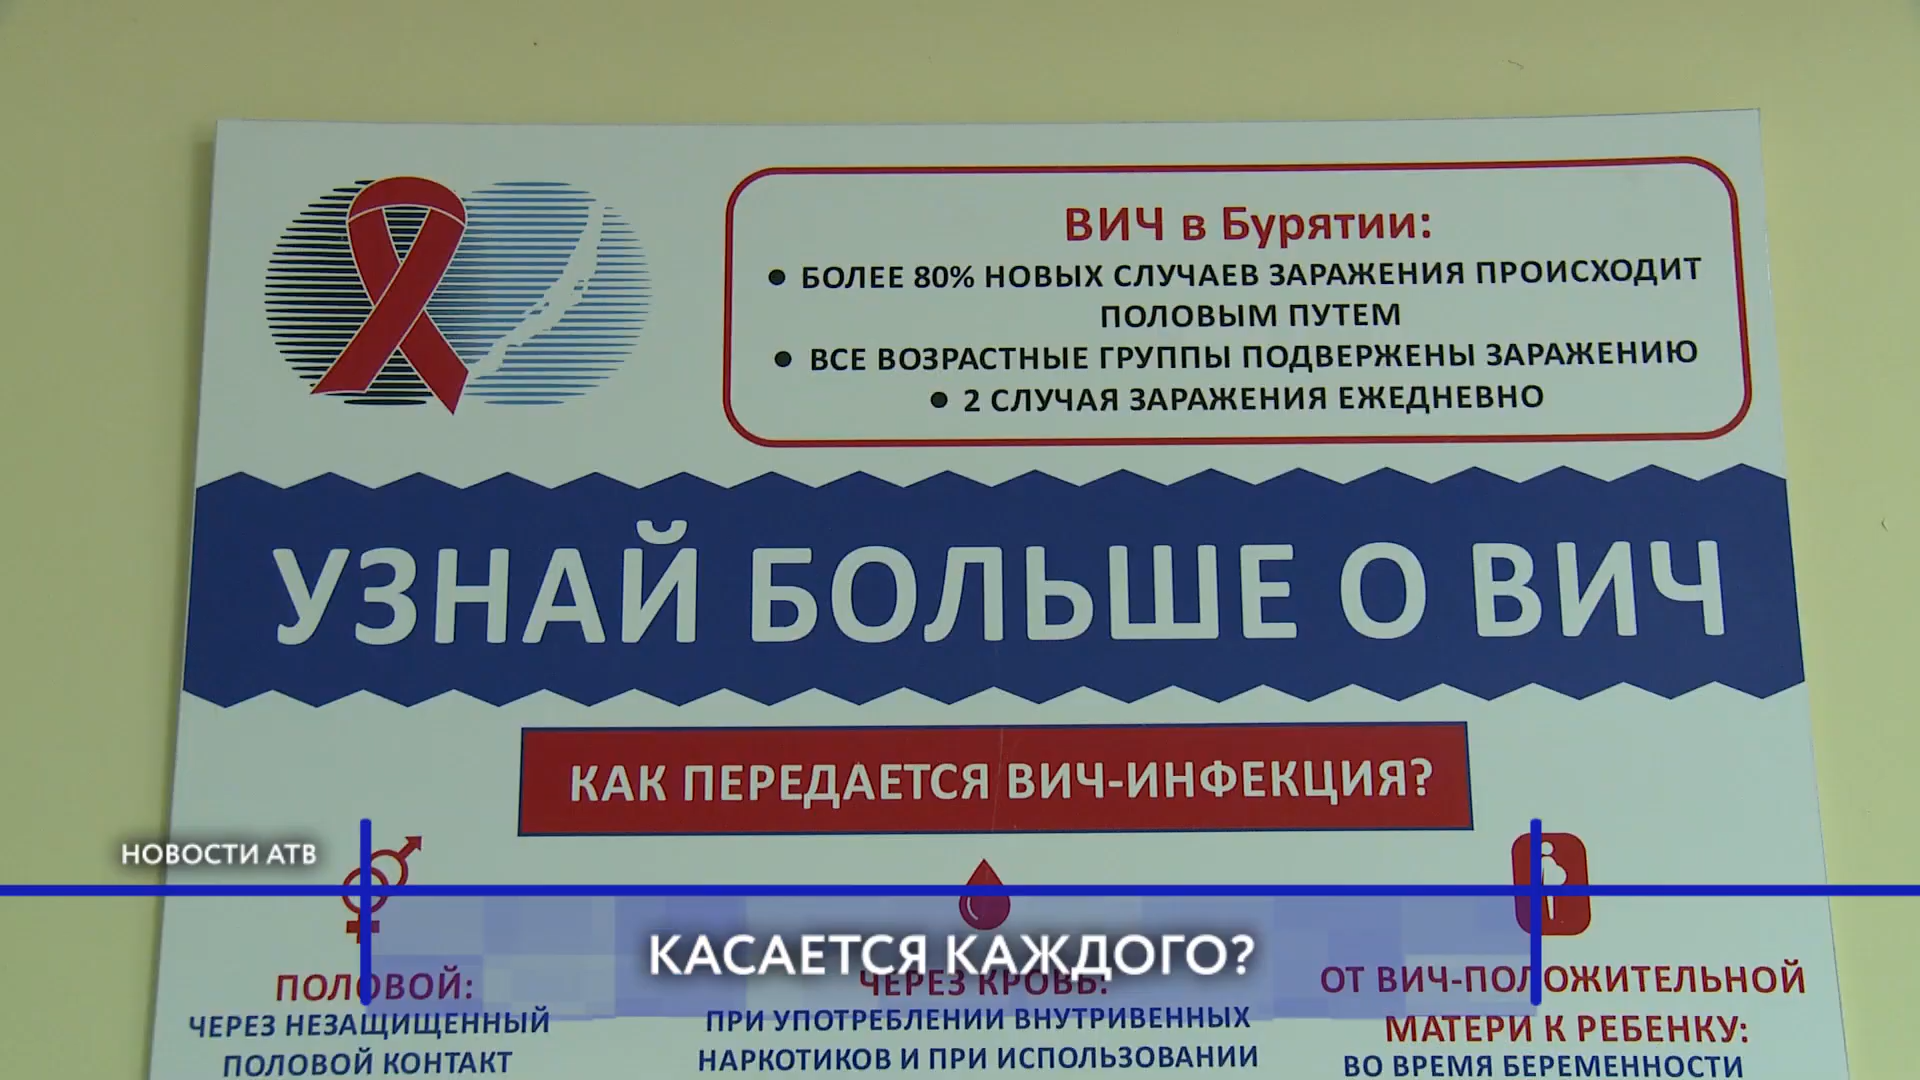 ВИЧ в Бурятии:
● БОЛЕЕ 80% НОВЫХ СЛУЧАЕВ ЗАРАЖЕНИЯ ПРОИСХОДИТ
ПОЛОВЫМ ПУТЕМ
● ВСЕ ВОЗРАСТНЫЕ ГРУППЫ ПОДВЕРЖЕНЫ ЗАРАЖЕНИЮ
● 2 СЛУЧАЯ ЗАРАЖЕНИЯ ЕЖЕДНЕВНО
УЗНАЙ БОЛЬШЕ О ВИЧ
КАК ПЕРЕДАЕТСЯ ВИЧ-ИНФЕКЦИЯ?
НОВОСТИ АТВ
КАСАЕТСЯ КАЖДОГО?
ПОЛОВОЙ:
ЧЕРЕЗ НЕЗАЩИЩЕННЫЙ
ПОЛОВОЙ КОНТАКТ
ЧЕРЕЗ КРОВЬ:
ПРИ УПОТРЕБЛЕНИИ ВНУТРИВЕННЫХ
НАРКОТИКОВ И ПРИ ИСПОЛЬЗОВАНИИ
ОТ ВИЧ-ПОЛОЖИТЕЛЬНОЙ
МАТЕРИ К РЕБЕНКУ:
ВО ВРЕМЯ БЕРЕМЕННОСТИ